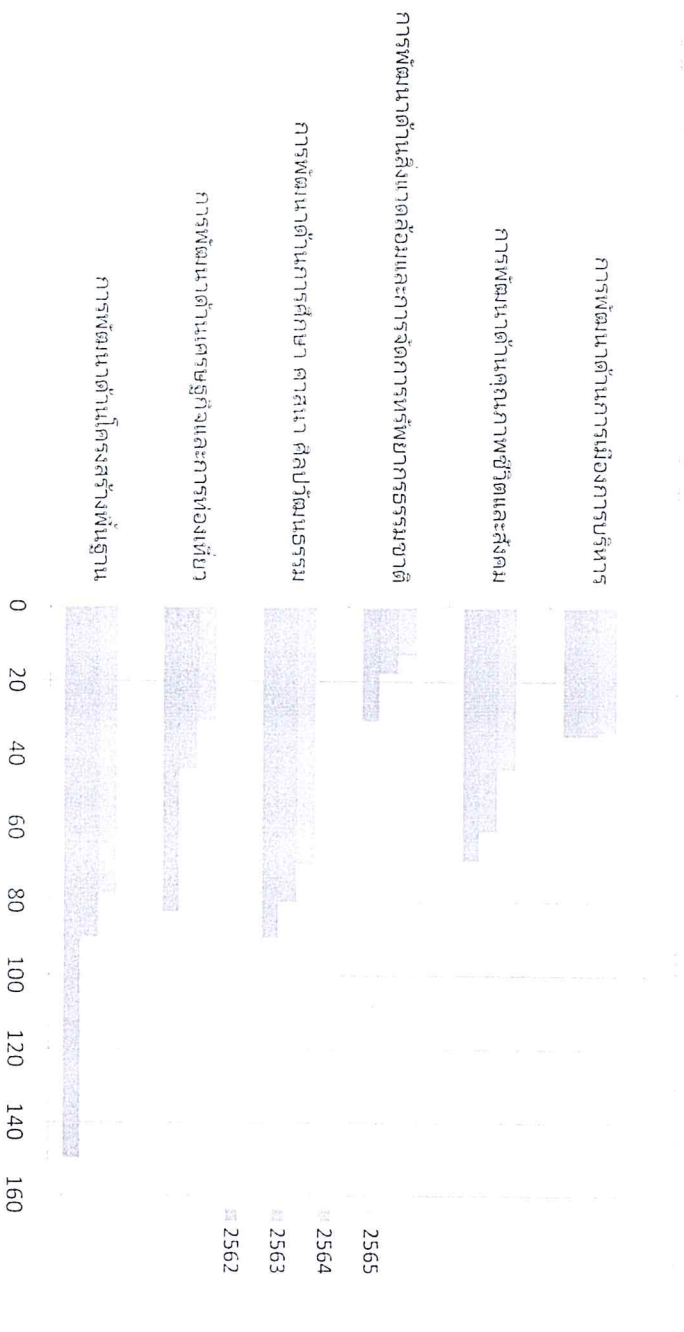 การพัฒนาด้านการเมืองการบริหาร
การพัฒนาด้านคุณภาพชีวิตและสังคม
การพัฒนาด้านสิ่งแวดล้อมและการจัดการทรัพยากรธรรมชาติ
การพัฒนาด้านการศึกษา ศาสนา ศิลปวัฒนธรรม
การพัฒนาด้านเศรษฐกิจและการท่องเที่ยว
การพัฒนาด้านโครงสร้างพื้นฐาน
0 20 40 60 80 100 120 140 160
2565
2564
2563
2562